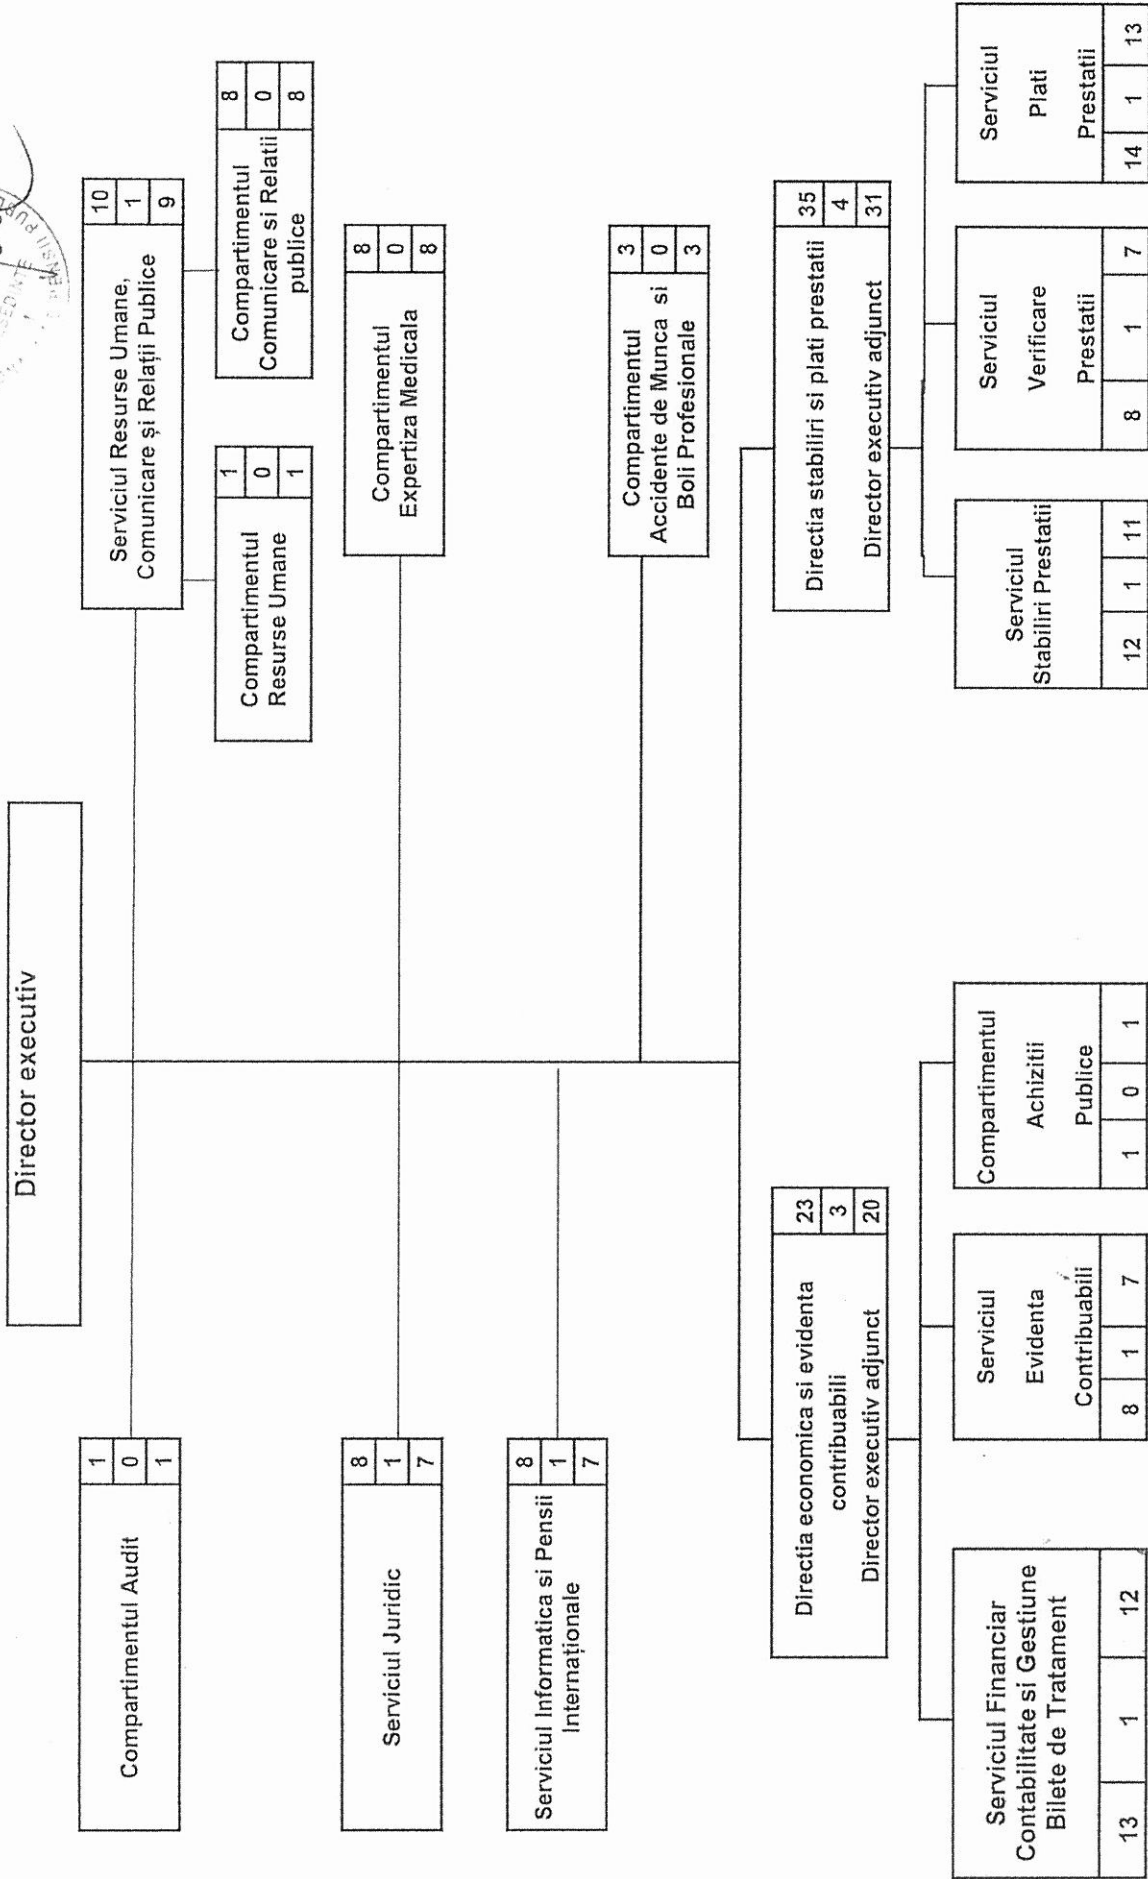 Director executiv
Compartimentul Audit
1
0
1
Serviciul Resurse Umane,
Comunicare și Relații Publice
10
1
9
Compartimentul
Resurse Umane
1
0
1
Compartimentul
Comunicare si Relatii
publice
8
0
8
Serviciul Juridic
8
1
7
Compartimentul
Expertiza Medicala
8
0
8
Serviciul Informatica si Pensii
Internaționale
8
1
7
Compartimentul
Accidente de Munca si
Boli Profesionale
3
0
3
Directia economica si evidenta
contribuabili
Director executiv adjunct
23
3
20
Directia stabiliri si plati prestatii
Director executiv adjunct
35
4
31
Serviciul Financiar
Contabilitate si Gestiune
Bilete de Tratament
13 1 12
Serviciul
Evidenta
Contribuabili
8 1 7
Compartimentul
Achizitii
Publice
1 0 1
Serviciul
Stabiliri Prestatii
12 1 11
Serviciul
Verificare
Prestatii
8 1 7
Serviciul
Plati
Prestatii
14 1 13